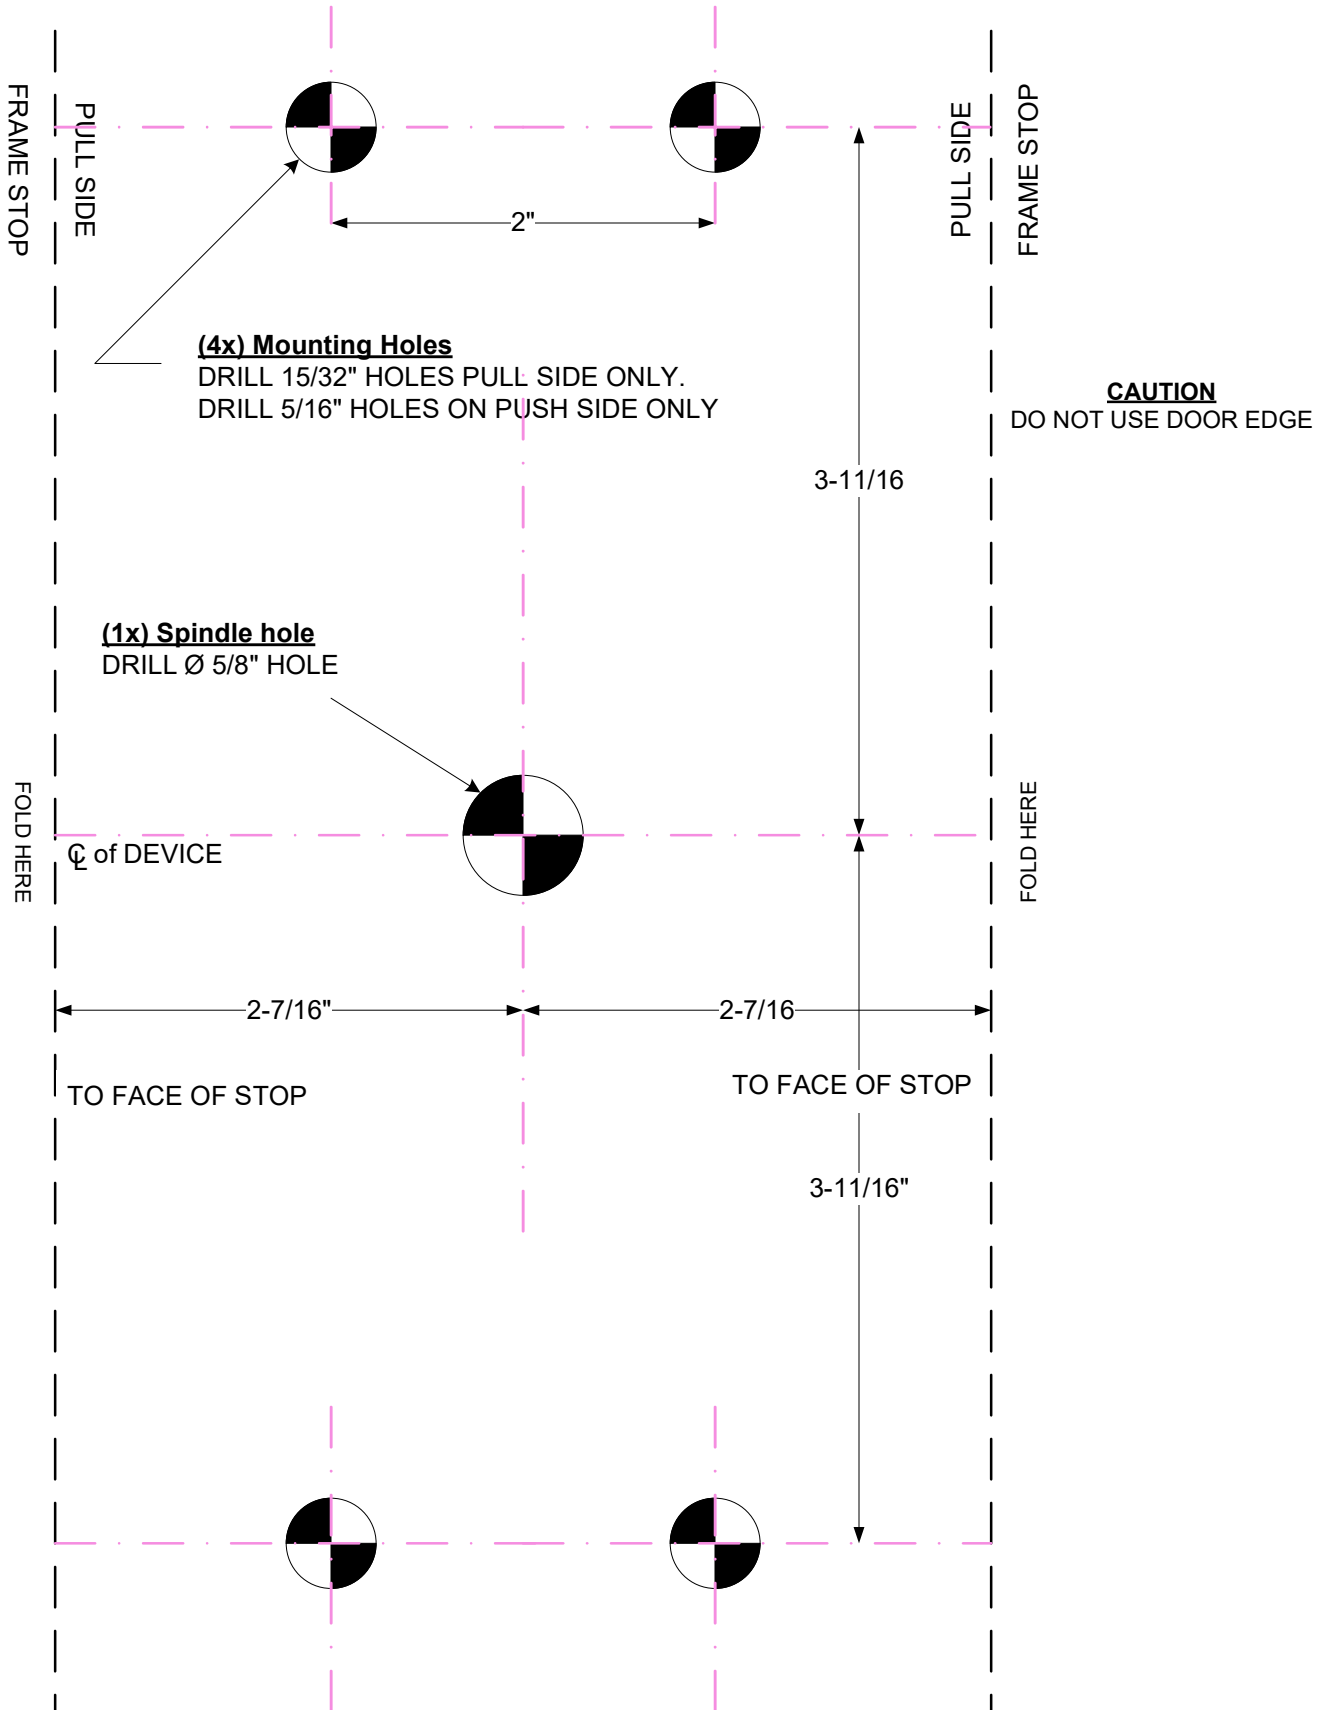 FRAME STOP
PULL SIDE
PULL SIDE
FRAME STOP
2"
(4x) Mounting Holes
DRILL 15/32" HOLES PULL SIDE ONLY.
DRILL 5/16" HOLES ON PUSH SIDE ONLY
CAUTION
DO NOT USE DOOR EDGE
3-11/16
(1x) Spindle hole
DRILL Ø 5/8" HOLE
FOLD HERE
℄ of DEVICE
FOLD HERE
2-7/16"
2-7/16
TO FACE OF STOP
TO FACE OF STOP
3-11/16"